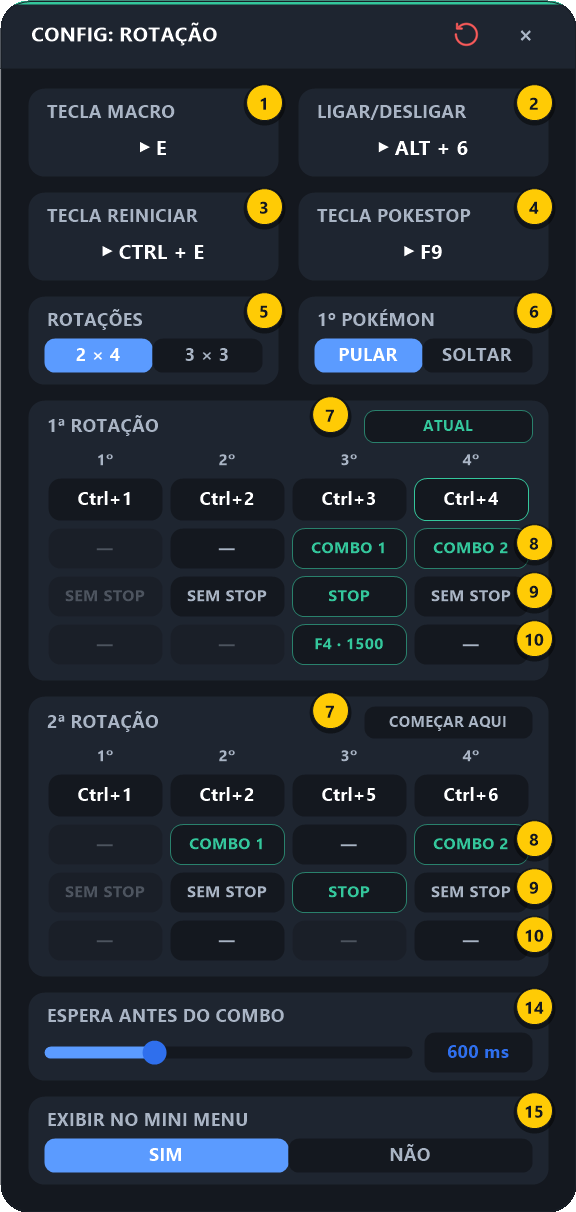 CONFIG: ROTAÇÃO ×
TECLA MACRO 1
▶ E
LIGAR/DESLIGAR 2
▶ ALT + 6
TECLA REINICIAR 3
▶ CTRL + E
TECLA POKESTOP 4
▶ F9
ROTAÇÕES 5
2 × 4 3 × 3
1º POKÉMON 6
PULAR SOLTAR
1ª ROTAÇÃO 7 ATUAL
1º 2º 3º 4º
Ctrl+1 Ctrl+2 Ctrl+3 Ctrl+4
— — COMBO 1 COMBO 2 8
SEM STOP SEM STOP STOP SEM STOP 9
— — F4 · 1500 — 10
2ª ROTAÇÃO 7 COMEÇAR AQUI
1º 2º 3º 4º
Ctrl+1 Ctrl+2 Ctrl+5 Ctrl+6
— COMBO 1 — COMBO 2 8
SEM STOP SEM STOP STOP SEM STOP 9
— — — — 10
ESPERA ANTES DO COMBO 14
600 ms
EXIBIR NO MINI MENU 15
SIM NÃO